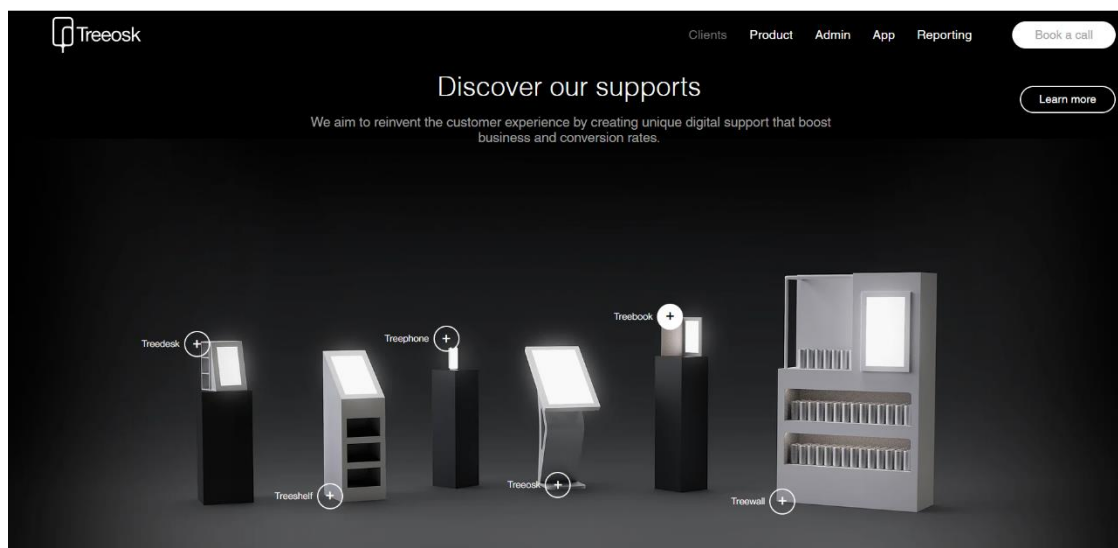 Treeosk
Clients Product Admin App Reporting Book a call
Discover our supports
Learn more
We aim to reinvent the customer experience by creating unique digital support that boost
business and conversion rates.
Treebook +
Treephone +
Treedesk +
Treeosk +
Treeshelf +
Treewall +